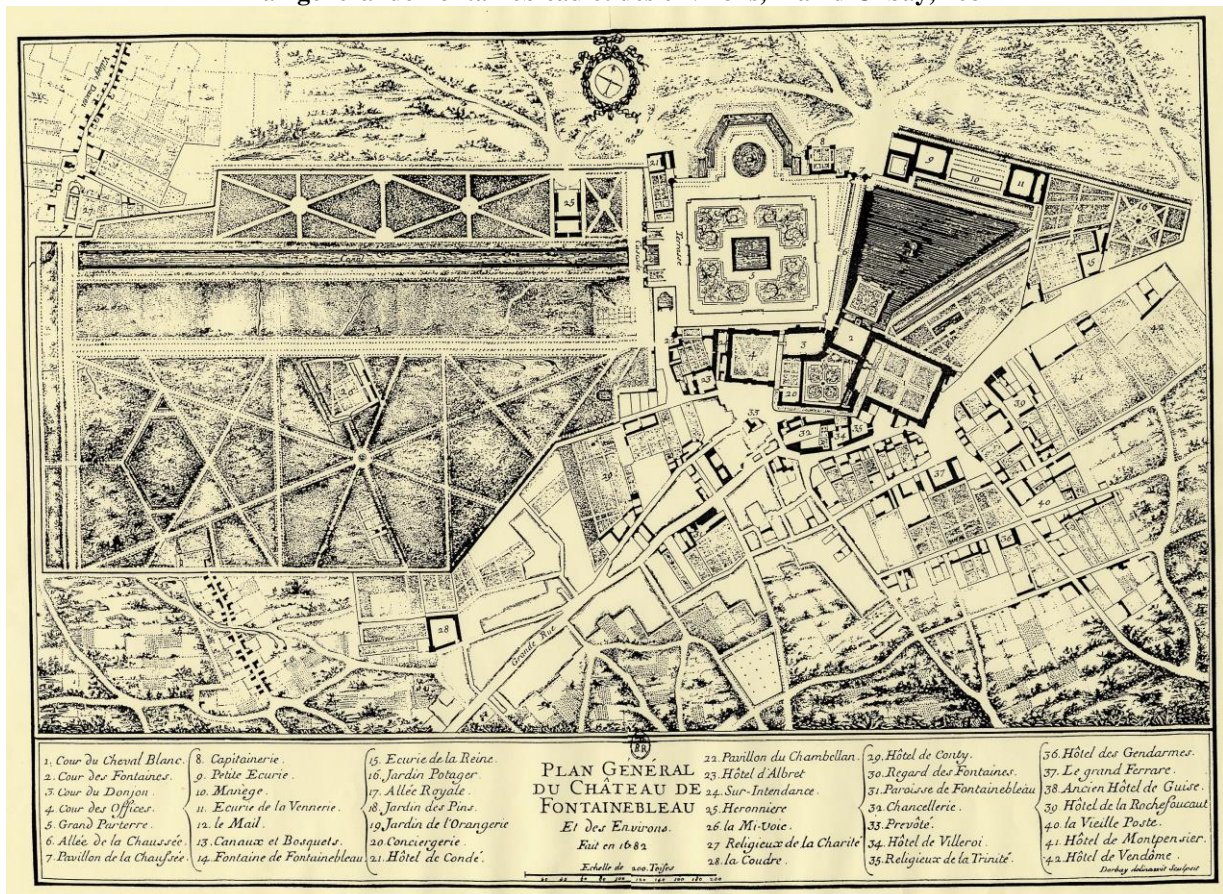 Grande Rue
Canal
Cascade
Terrasse
1. Cour du Cheval Blanc.
2. Cour des Fontaines.
3. Cour du Donjon.
4. Cour des Offices.
5. Grand Parterre.
6. Allée de la Chaussée.
7. Pavillon de la Chaussée.
8. Capitainerie.
9. Petite Ecurie.
10. Manège.
11. Ecurie de la Vennerie.
12. le Mail.
13. Canaux et Bosquets.
14. Fontaine de Fontainebleau
15. Ecurie de la Reine.
16. Jardin Potager
17. Allée Royale
18. Jardin des Pins.
19. Jardin de l'Orangerie
20. Conciergerie
21. Hôtel de Condé.
PLAN GÉNÉRAL
DU CHÂTEAU DE
FONTAINEBLEAU
Et des Environs.
Fait en 1682
Echelle de 200. Toises
22. Pavillon du Chambellan.
23. Hôtel d'Albret
24. Sur-Intendance.
25. Heronniere
26. la Mi-Voie.
27 Religieux de la Charité
28. la Coudre.
29. Hôtel de Conty.
30. Regard des Fontaines.
31. Paroisse de Fontainebleau
32. Chancellerie.
33. Prevôté.
34. Hôtel de Villeroi.
35. Religieux de la Trinité.
36. Hôtel des Gendarmes.
37. Le grand Ferrare.
38. Ancien Hôtel de Guise.
39 Hôtel de la Rochefoucaut
40. la Vieille Poste.
41. Hôtel de Montpensier.
42. Hôtel de Vendôme.